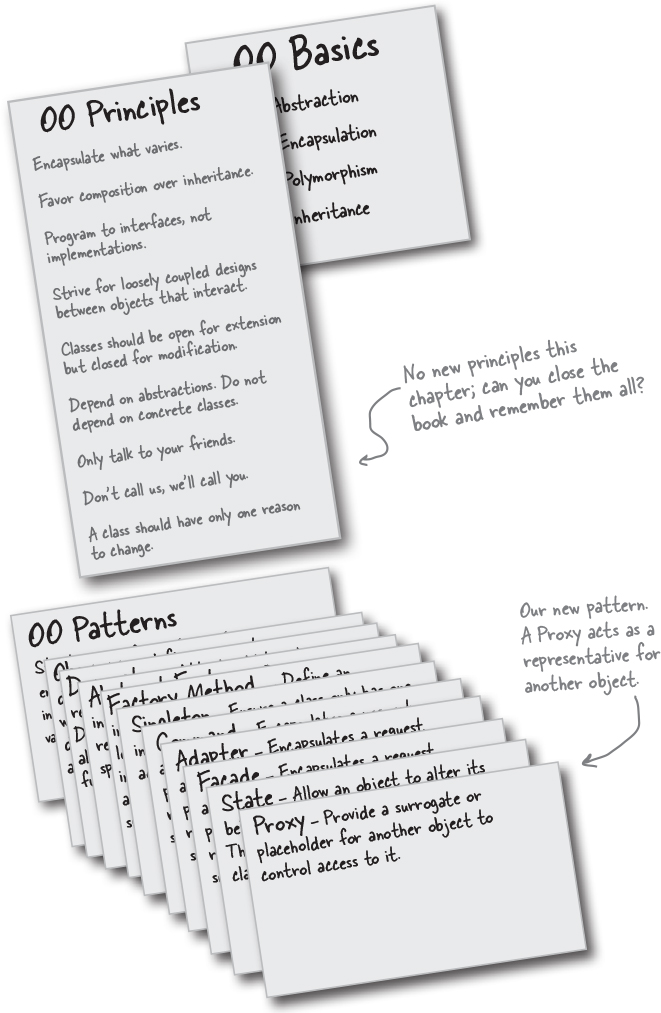 OO Basics
Abstraction
Encapsulation
Polymorphism
Inheritance
OO Principles
Encapsulate what varies.
Favor composition over inheritance.
Program to interfaces, not
implementations.
Strive for loosely coupled designs
between objects that interact.
Classes should be open for extension
but closed for modification.
Depend on abstractions. Do not
depend on concrete classes.
Only talk to your friends.
Don't call us, we'll call you.
A class should have only one reason
to change.
No new principles this
chapter; can you close the
book and remember them all?
OO Patterns
Factory Method Define an
Singleton - Ensure a class only has one
Command
Adapter - Encapsulates a request
Facade - Encapsulates a request
State - Allow an object to alter its
Proxy - Provide a surrogate or
placeholder for another object to
control access to it.
Our new pattern.
A Proxy acts as a
representative for
another object.